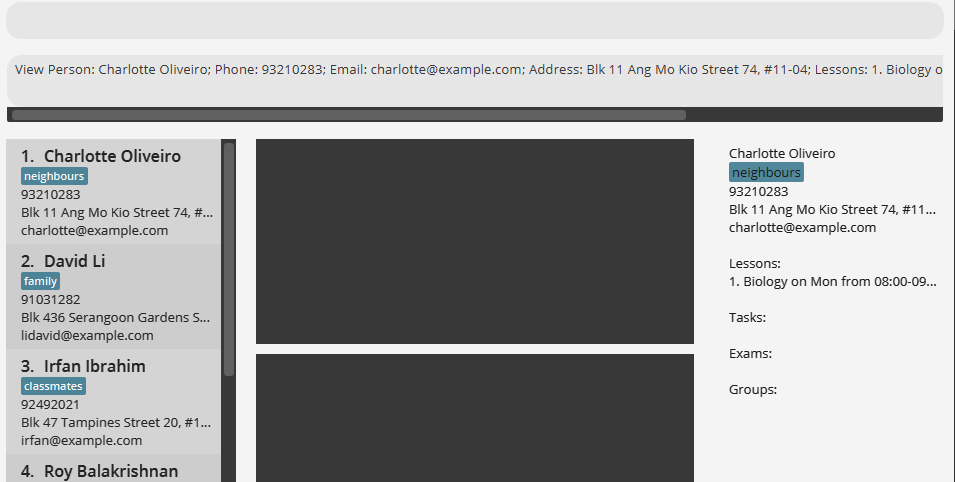 View Person: Charlotte Oliveiro; Phone: 93210283; Email: charlotte@example.com; Address: Blk 11 Ang Mo Kio Street 74, #11-04; Lessons: 1. Biology o
1. Charlotte Oliveiro
neighbours
93210283
Blk 11 Ang Mo Kio Street 74, #...
charlotte@example.com
2. David Li
family
91031282
Blk 436 Serangoon Gardens S...
lidavid@example.com
3. Irfan Ibrahim
classmates
92492021
Blk 47 Tampines Street 20, #1...
irfan@example.com
4. Roy Balakrishnan
Charlotte Oliveiro
neighbours
93210283
Blk 11 Ang Mo Kio Street 74, #11...
charlotte@example.com
Lessons:
1. Biology on Mon from 08:00-09...
Tasks:
Exams:
Groups: